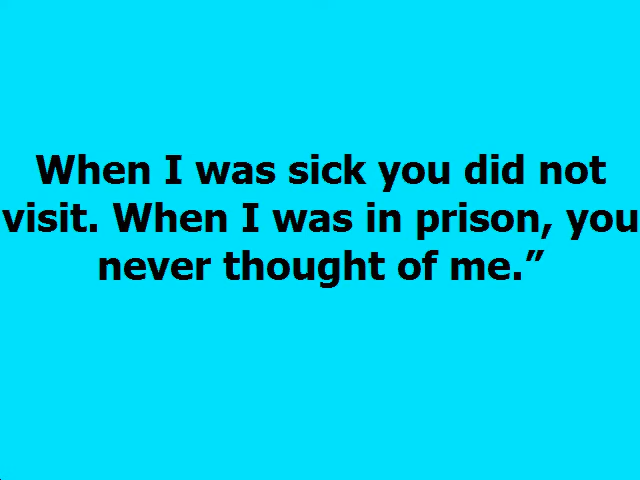 When I was sick you did not
visit. When I was in prison, you
never thought of me.”